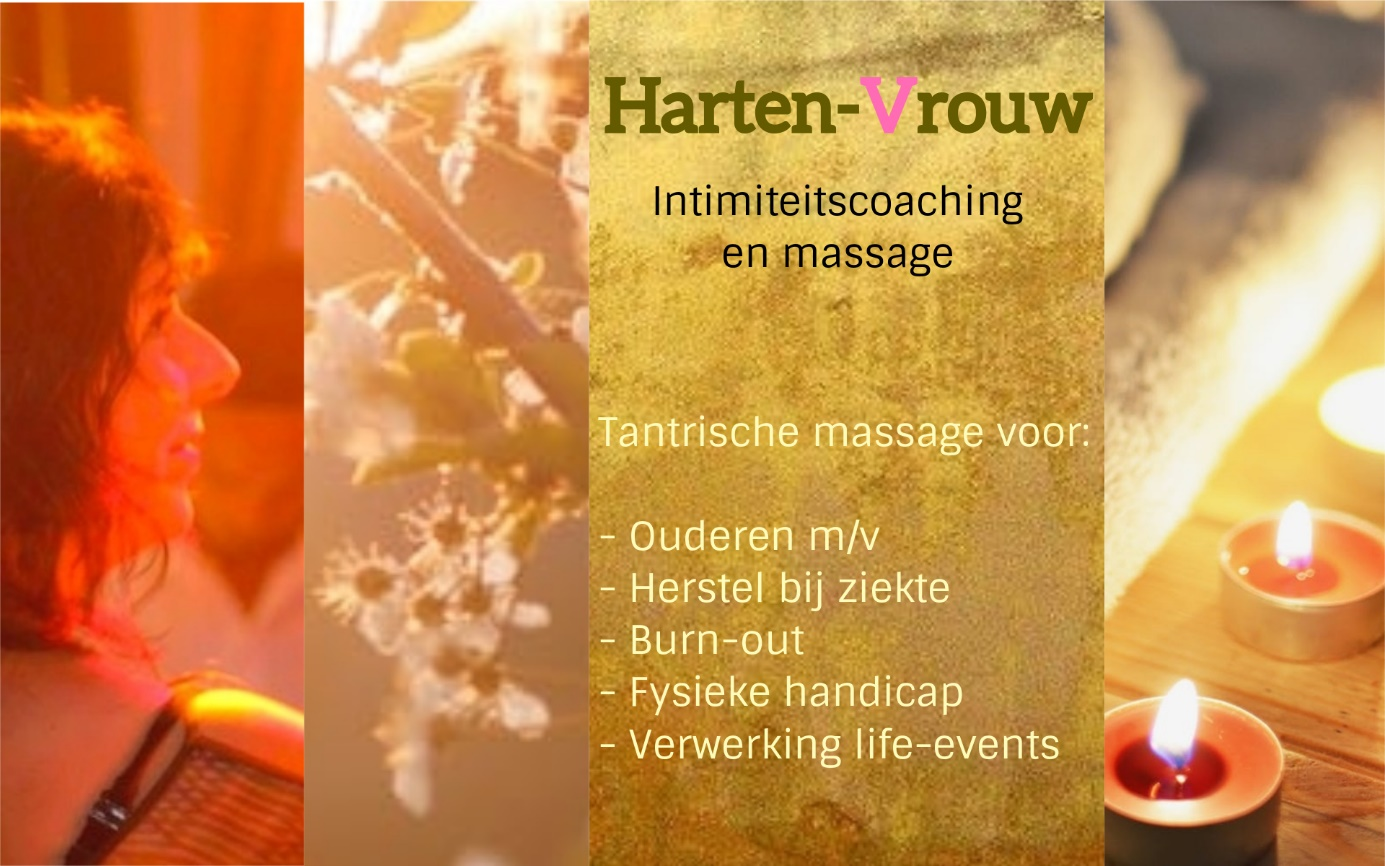 Harten-Vrouw
Intimiteitscoaching
en massage
Tantrische massage voor:
- Ouderen m/v
- Herstel bij ziekte
- Burn-out
- Fysieke handicap
- Verwerking life-events